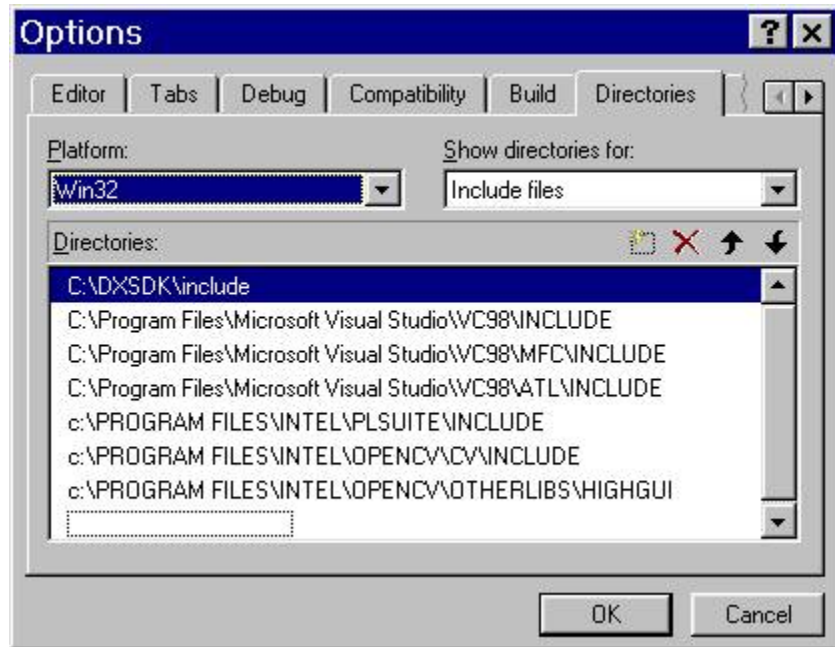 Options
Editor Tabs Debug Compatibility Build Directories
Platform: Show directories for:
Win32 Include files
Directories:
C:\DXSDK\include
C:\Program Files\Microsoft Visual Studio\VC98\INCLUDE
C:\Program Files\Microsoft Visual Studio\VC98\MFC\INCLUDE
C:\Program Files\Microsoft Visual Studio\VC98\ATL\INCLUDE
c:\PROGRAM FILES\INTEL\PLSUITE\INCLUDE
c:\PROGRAM FILES\INTEL\OPENCV\CV\INCLUDE
c:\PROGRAM FILES\INTEL\OPENCV\OTHERLIBS\HIGHGUI
OK Cancel